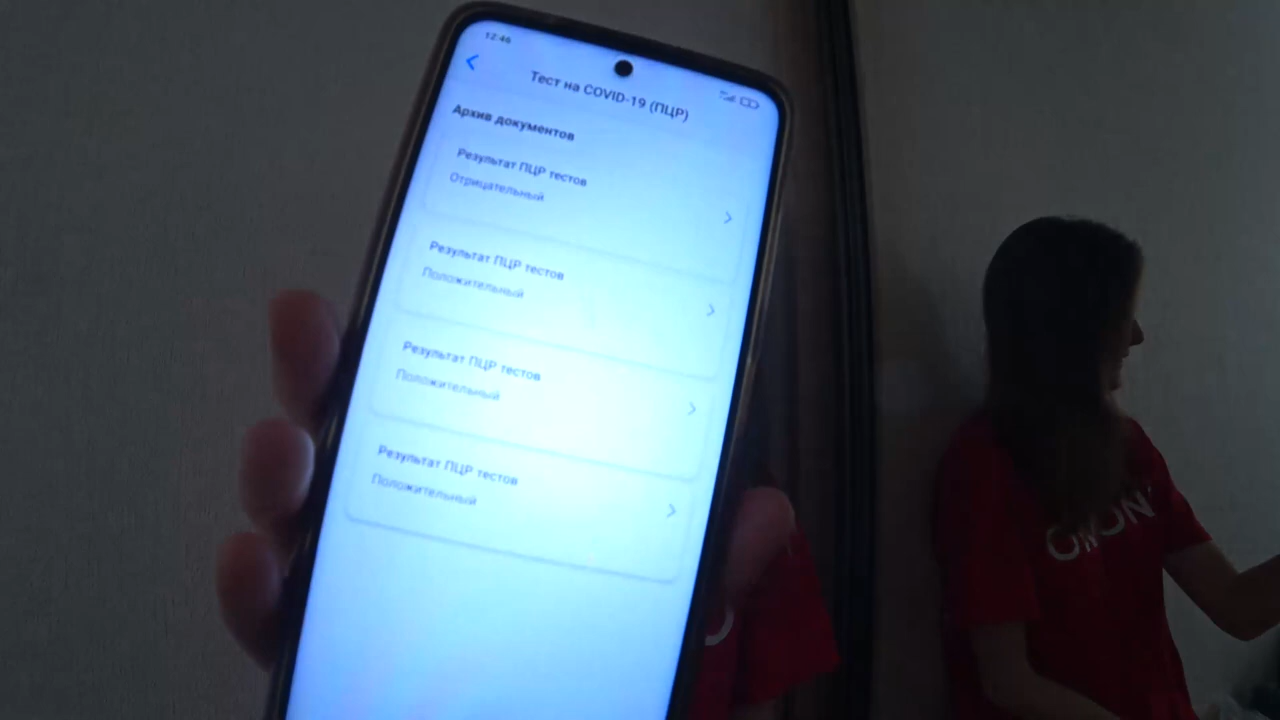 12:46
Тест на COVID-19 (ПЦР)
Архив документов
Результат ПЦР тестов
Отрицательный
Результат ПЦР тестов
Положительный
Результат ПЦР тестов
Положительный
Результат ПЦР тестов
Положительный